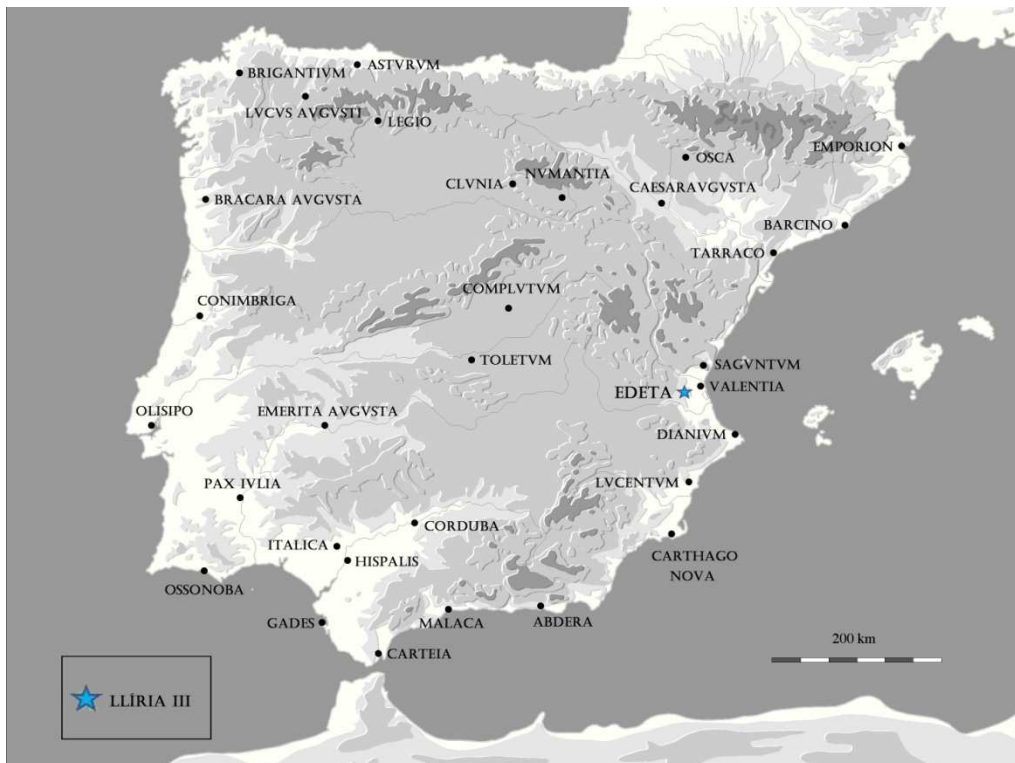 ASTVRVM
BRIGANTIVM
LVCVS AVGVSTI
LEGIO
EMPORION
OSCA
NVMANTIA
CLVNIA
CAESARAVGVSTA
BRACARA AVGVSTA
BARCINO
TARRACO
COMPLVTVM
CONIMBRIGA
TOLETVM
SAGVNTVM
VALENTIA
EDETA
OLISIPO
EMERITA AVGVSTA
DIANIVM
PAX IVLIA
LVCENTVM
CORDUBA
ITALICA
HISPALIS
CARTHAGO
NOVA
OSSONOBA
GADES
MALACA
ABDERA
CARTEIA
200 km
LLÍRIA III